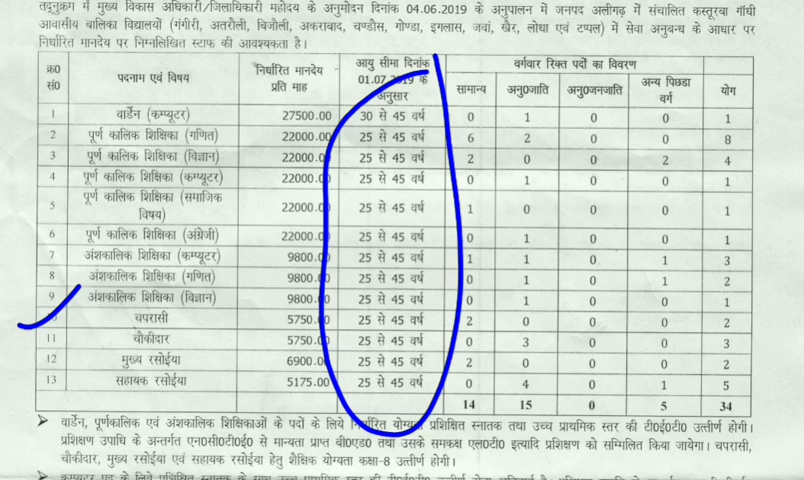 तद्नुक्रम में मुख्य विकास अधिकारी/जिलाधिकारी महोदय के अनुमोदन दिनांक 04.06.2019 के अनुपालन में जनपद अलीगढ़ में संचालित कस्तूरबा गाँधी
आवासीय बालिका विद्यालयों (गंगीरी, अतरौली, बिजौली, अकराबाद, चण्डौस, गोण्डा, इगलास, जवां, खैर, लोधा एवं टप्पल) में सेवा अनुबन्ध के आधार पर
निर्धारित मानदेय पर निम्नलिखित स्टाफ की आवश्यकता है।
क्र0 सं0 पदनाम एवं विषय निर्धारित मानदेय प्रति माह आयु सीमा दिनांक 01.07.2019 के अनुसार वर्गवार रिक्त पदों का विवरण
सामान्य अनु0जाति अनु0जनजाति अन्य पिछडा वर्ग योग
1 वार्डेन (कम्प्यूटर) 27500.00 30 से 45 वर्ष 0 1 0 0 1
2 पूर्ण कालिक शिक्षिका (गणित) 22000.00 25 से 45 वर्ष 6 2 0 0 8
3 पूर्ण कालिक शिक्षिका (विज्ञान) 22000.00 25 से 45 वर्ष 2 0 0 2 4
4 पूर्ण कालिक शिक्षिका (कम्प्यूटर) 22000.00 25 से 45 वर्ष 0 1 0 0 1
5 पूर्ण कालिक शिक्षिका (समाजिक विषय) 22000.00 25 से 45 वर्ष 1 0 0 0 1
6 पूर्ण कालिक शिक्षिका (अंग्रेजी) 22000.00 25 से 45 वर्ष 0 1 0 0 1
7 अंशकालिक शिक्षिका (कम्प्यूटर) 9800.00 25 से 45 वर्ष 1 1 0 1 3
8 अंशकालिक शिक्षिका (गणित) 9800.00 25 से 45 वर्ष 0 1 0 1 2
9 अंशकालिक शिक्षिका (विज्ञान) 9800.00 25 से 45 वर्ष 0 1 0 0 1
चपरासी 5750.00 25 से 45 वर्ष 2 0 0 0 2
11 चौकीदार 5750.00 25 से 45 वर्ष 0 3 0 0 3
12 मुख्य रसोईया 6900.00 25 से 45 वर्ष 2 0 0 0 2
13 सहायक रसोईया 5175.00 25 से 45 वर्ष 0 4 0 1 5
14 15 0 5 34
➢ वार्डेन, पूर्णकालिक एवं अंशकालिक शिक्षिकाओं के पदों के लिये निर्धारित योग्यता प्रशिक्षित स्नातक तथा उच्च प्राथमिक स्तर की टी0ई0टी0 उत्तीर्ण होगी।
प्रशिक्षण उपाधि के अन्तर्गत एन0सी0टी0ई0 से मान्यता प्राप्त बी0एड0 तथा उसके समकक्ष एल0टी0 इत्यादि प्रशिक्षण को सम्मिलित किया जायेगा। चपरासी,
चौकीदार, मुख्य रसोईया एवं सहायक रसोईया हेतु शैक्षिक योग्यता कक्षा-8 उत्तीर्ण होगी।